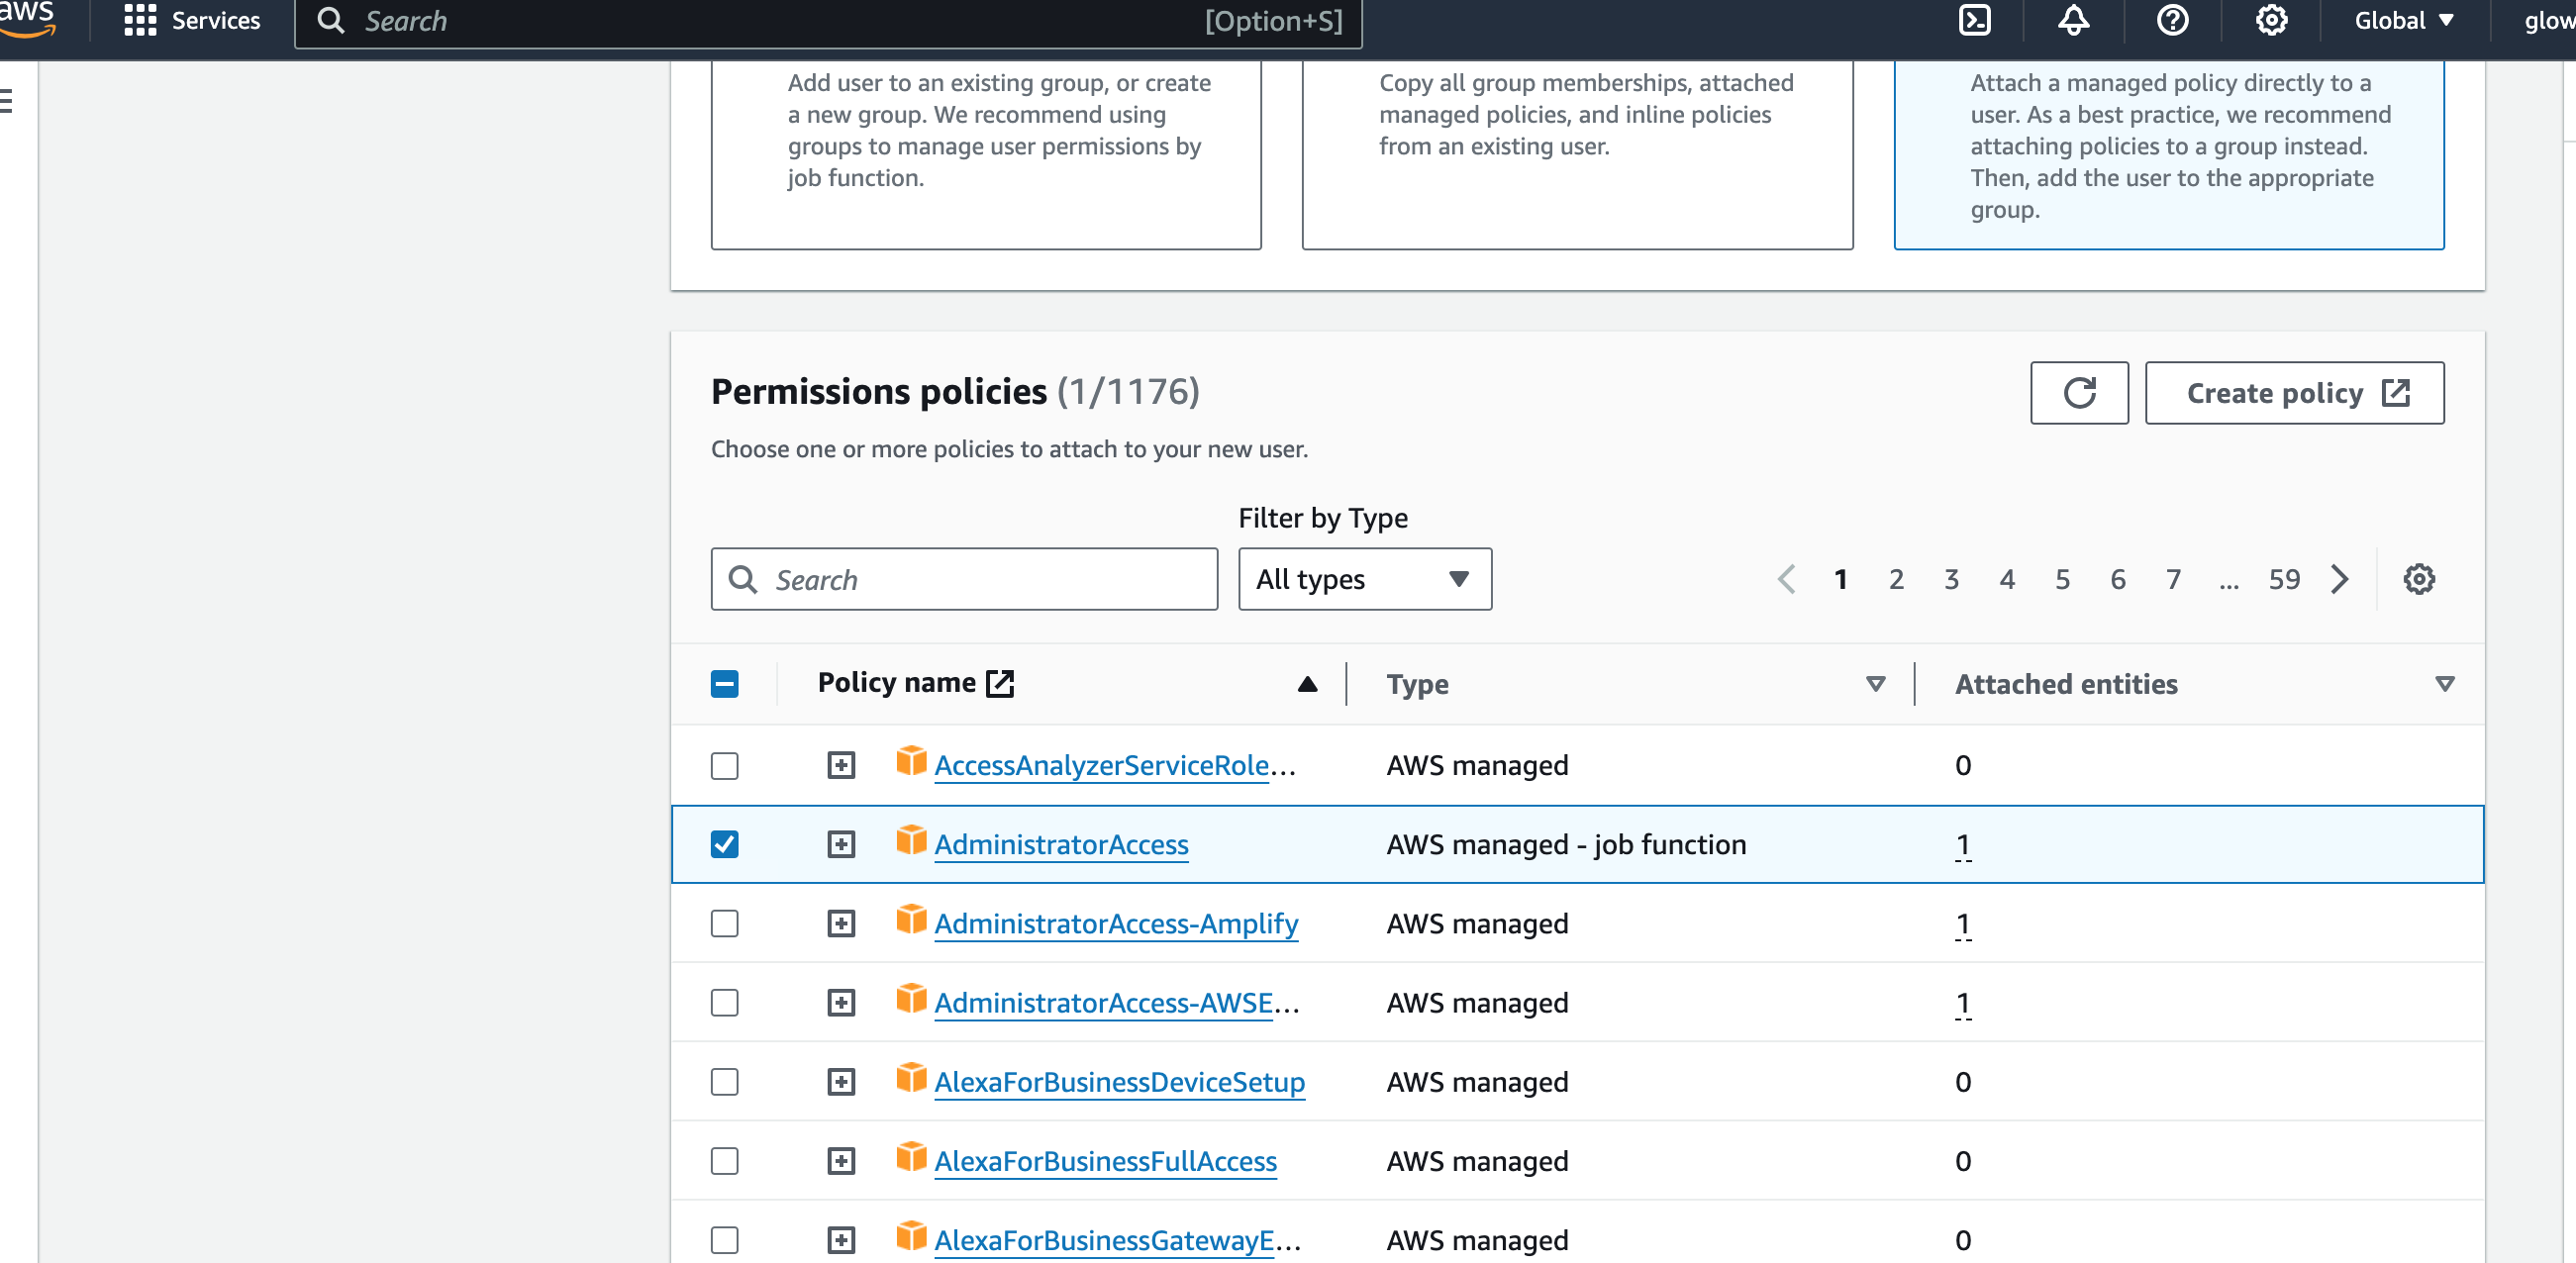 aws
Services
Search
[Option+S]
Global
glow
Add user to an existing group, or create
a new group. We recommend using
groups to manage user permissions by
job function.
Copy all group memberships, attached
managed policies, and inline policies
from an existing user.
Attach a managed policy directly to a
user. As a best practice, we recommend
attaching policies to a group instead.
Then, add the user to the appropriate
group.
Permissions policies (1/1176)
Create policy
Choose one or more policies to attach to your new user.
Filter by Type
Search
All types
1 2 3 4 5 6 7 ... 59
Policy name
Type
Attached entities
AccessAnalyzerServiceRole... AWS managed 0
AdministratorAccess AWS managed - job function 1
AdministratorAccess-Amplify AWS managed 1
AdministratorAccess-AWSE... AWS managed 1
AlexaForBusinessDeviceSetup AWS managed 0
AlexaForBusinessFullAccess AWS managed 0
AlexaForBusinessGatewayE... AWS managed 0